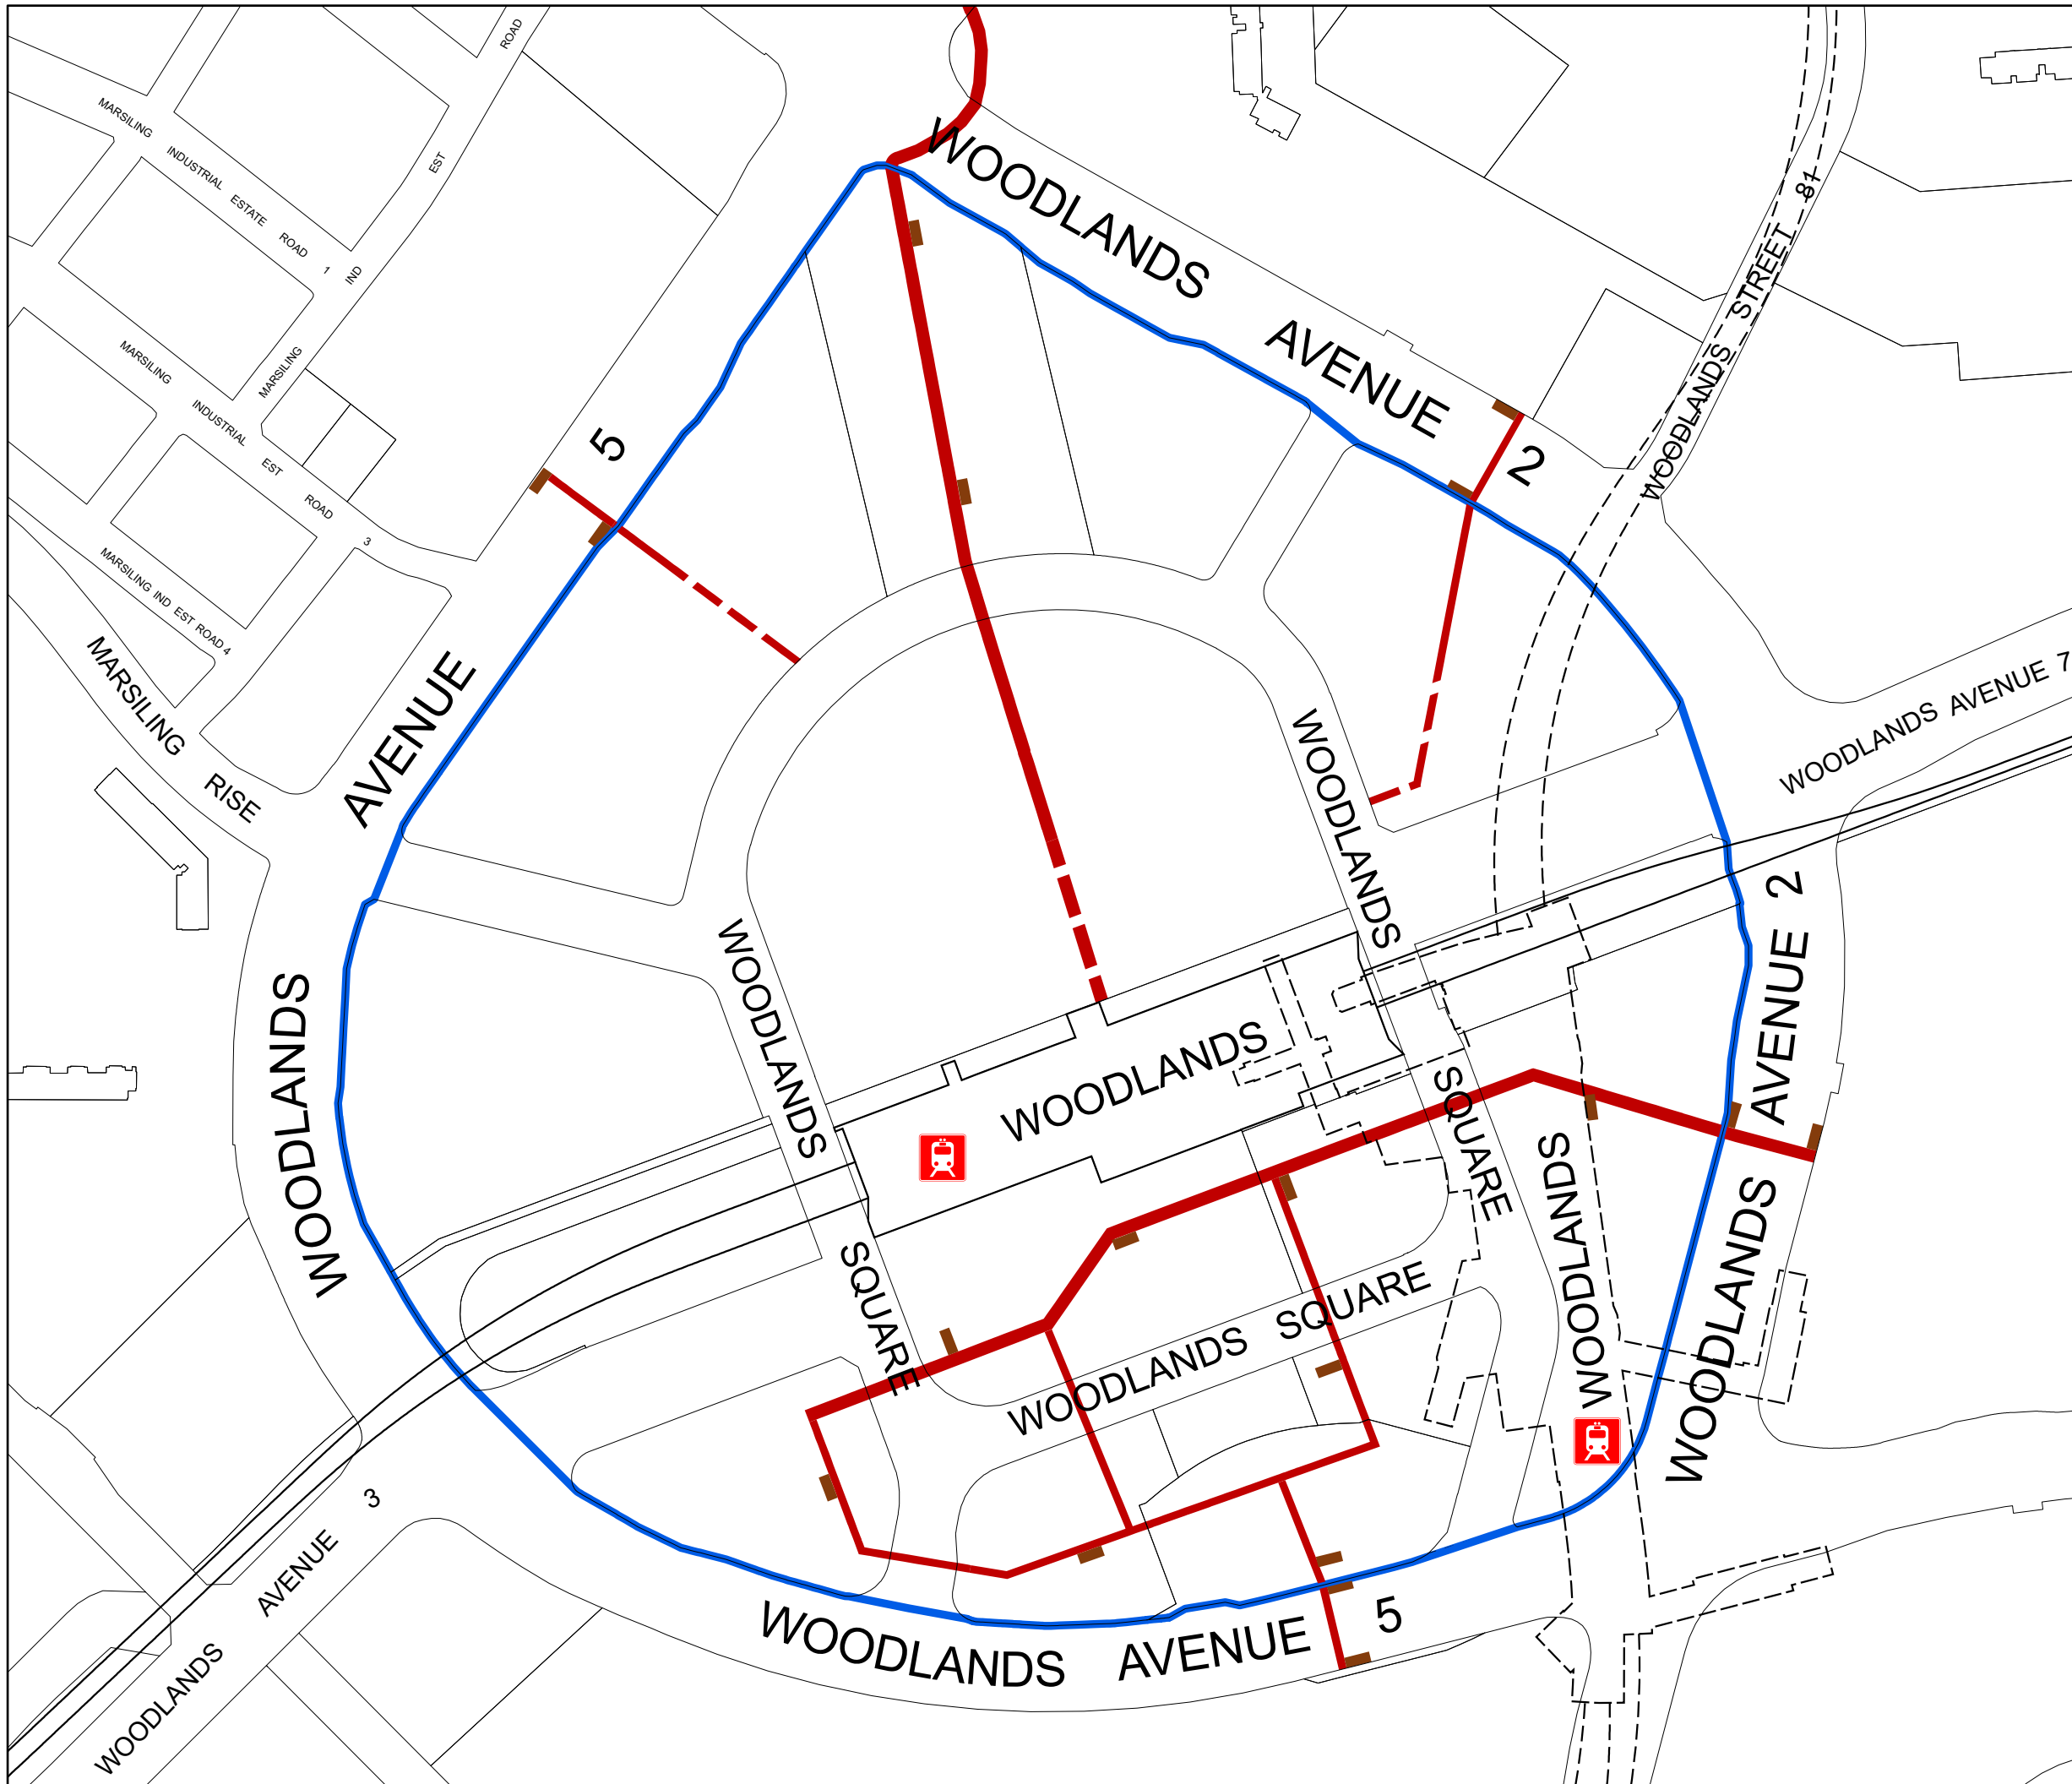 ROAD
EST
MARSILING INDUSTRIAL ESTATE ROAD 1
IND
MARSILING
MARSILING INDUSTRIAL EST ROAD 3
MARSILING IND EST ROAD 4
MARSILING RISE
WOODLANDS AVENUE 2
WOODLANDS STREET 81
WOODLANDS AVENUE 7
5
AVENUE
WOODLANDS
WOODLANDS
WOODLANDS
WOODLANDS
SQUARE
SQUARE
WOODLANDS SQUARE
WOODLANDS
WOODLANDS AVENUE 2
WOODLANDS AVENUE 3
WOODLANDS AVENUE 5